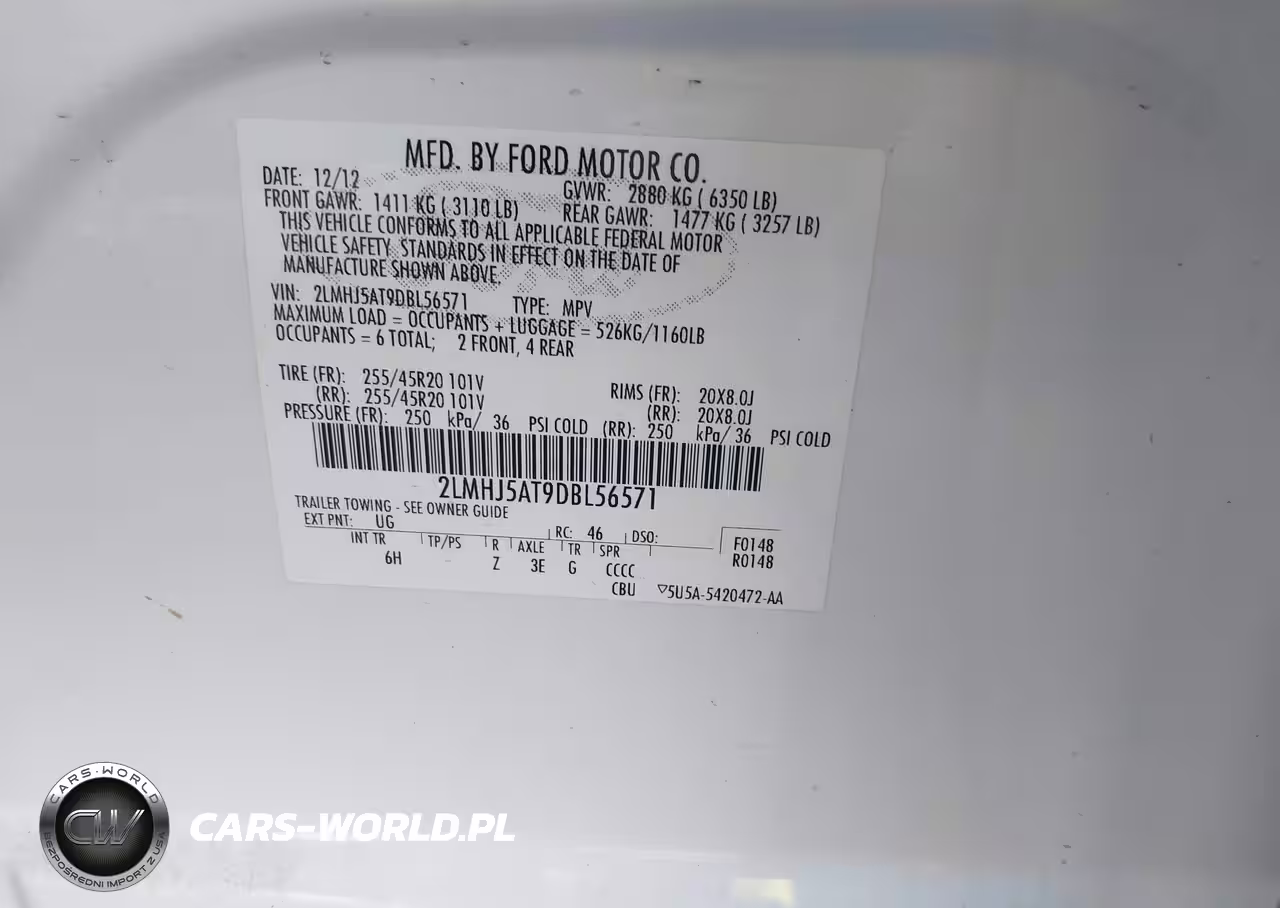 MFD. BY FORD MOTOR CO.
DATE: 12/12 GVWR: 2880 KG ( 6350 LB)
FRONT GAWR: 1411 KG ( 3110 LB) REAR GAWR: 1477 KG ( 3257 LB)
THIS VEHICLE CONFORMS TO ALL APPLICABLE FEDERAL MOTOR
VEHICLE SAFETY STANDARDS IN EFFECT ON THE DATE OF
MANUFACTURE SHOWN ABOVE.
VIN: 2LMHJ5AT9DBL56571 TYPE: MPV
MAXIMUM LOAD = OCCUPANTS + LUGGAGE = 526KG/1160LB
OCCUPANTS = 6 TOTAL; 2 FRONT, 4 REAR
TIRE (FR): 255/45R20 101V RIMS (FR): 20X8.0J
(RR): 255/45R20 101V (RR): 20X8.0J
PRESSURE (FR): 250 kPa/ 36 PSI COLD (RR): 250 kPa/ 36 PSI COLD
2LMHJ5AT9DBL56571
TRAILER TOWING - SEE OWNER GUIDE
EXT PNT: UG RC: 46 DSO: F0148
INT TR TP/PS R AXLE TR SPR R0148
6H - Z 3E G CCCC
CBU ▽5U5A-5420472-AA
CARS-WORLD
CW
BEZPOŚREDNI IMPORT Z USA
CARS-WORLD.PL